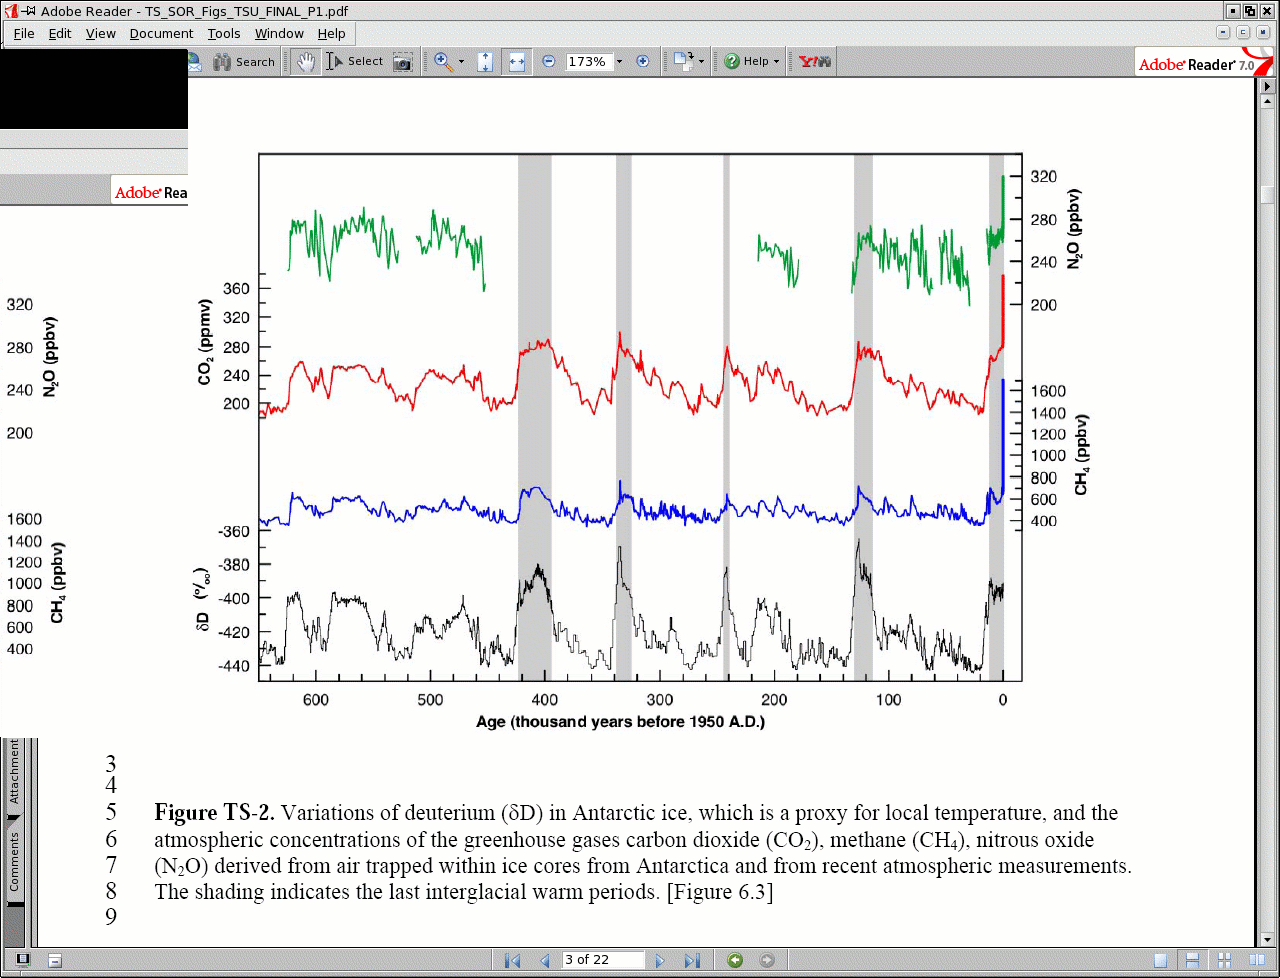 Adobe Reader - TS_SOR_Figs_TSU_FINAL_P1.pdf
File Edit View Document Tools Window Help
Search Select 173% Help Y! Adobe Reader 7.0
Adobe Rea
320
280
240
200
N₂O (ppbv)
360
320
280
240
200
CO₂ (ppmv)
1600
1400
1200
1000
800
600
400
CH₄ (ppbv)
-360
-380
-400
-420
-440
δD (º/₀₀)
600 500 400 300 200 100 0
Age (thousand years before 1950 A.D.)
320
280
240
200
N₂O (ppbv)
1600
1400
1200
1000
800
600
400
CH₄ (ppbv)
Attachment
Comments
3
4
5 Figure TS-2. Variations of deuterium (δD) in Antarctic ice, which is a proxy for local temperature, and the
6 atmospheric concentrations of the greenhouse gases carbon dioxide (CO₂), methane (CH₄), nitrous oxide
7 (N₂O) derived from air trapped within ice cores from Antarctica and from recent atmospheric measurements.
8 The shading indicates the last interglacial warm periods. [Figure 6.3]
9
3 of 22